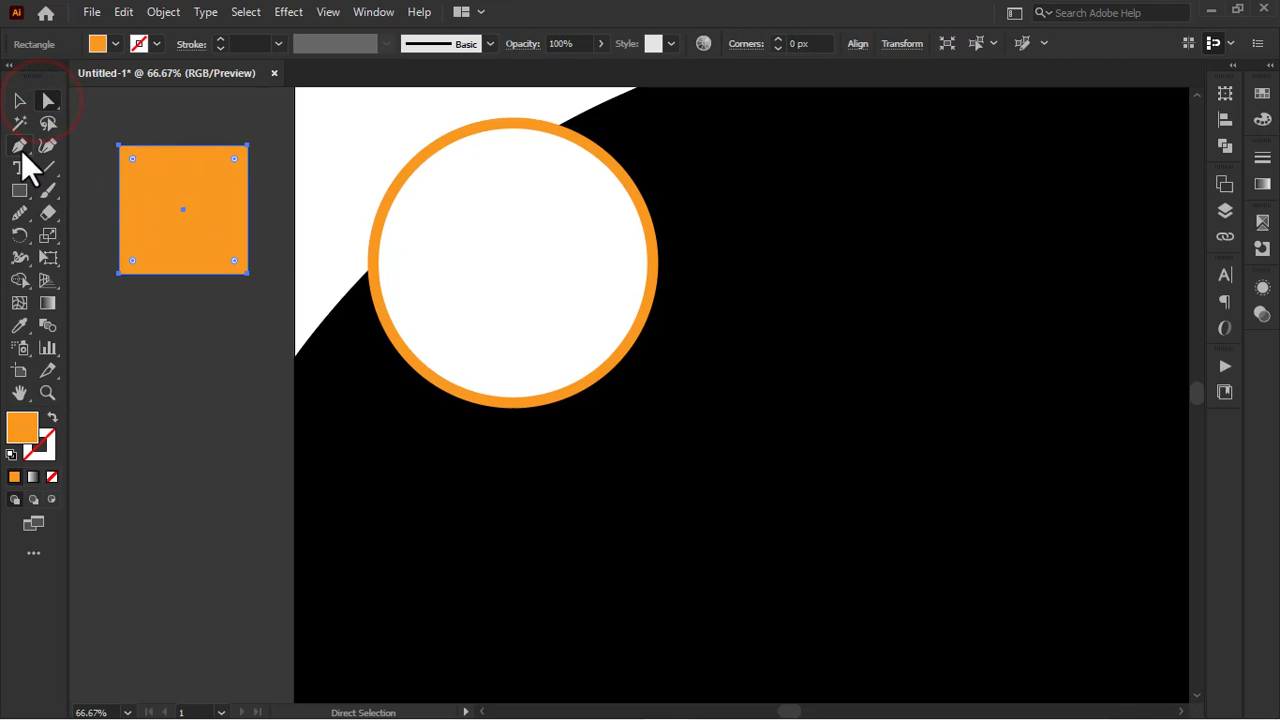 Ai File Edit Object Type Select Effect View Window Help Search Adobe Help
Rectangle Stroke: Basic Opacity: 100% Style: Corners: 0 px Align Transform
Untitled-1* @ 66.67% (RGB/Preview)
66.67% 1 Direct Selection